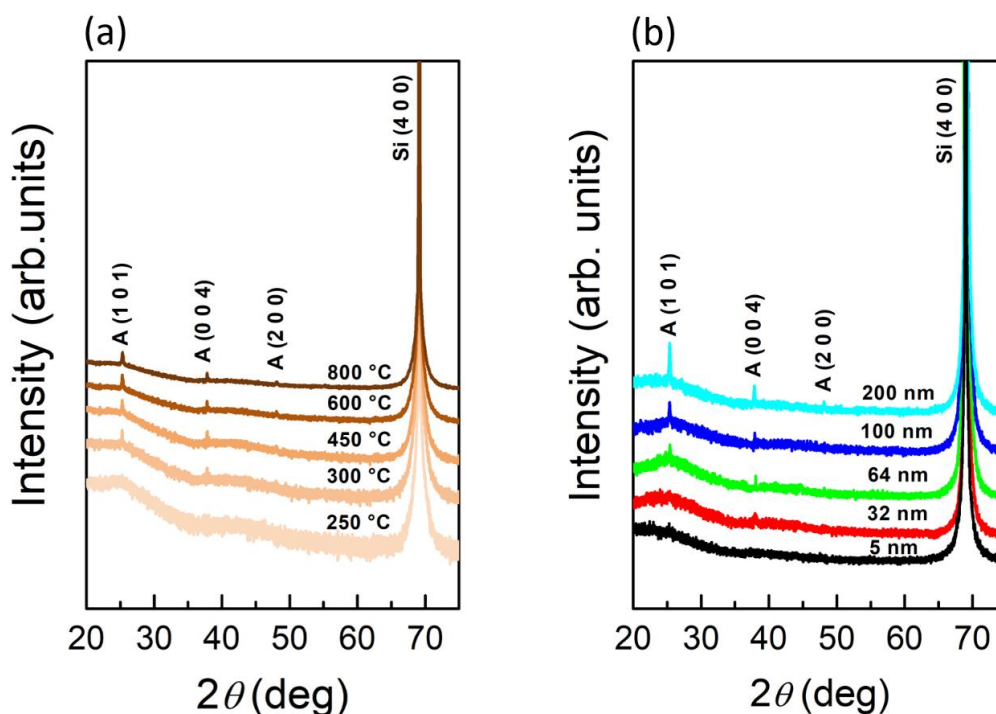 (a)
Intensity (arb.units)
A (1 0 1)
A (0 0 4)
A (2 0 0)
Si (4 0 0)
800 °C
600 °C
450 °C
300 °C
250 °C
20 30 40 50 60 70
2θ (deg)
(b)
Intensity (arb. units)
A (1 0 1)
A (0 0 4)
A (2 0 0)
Si (4 0 0)
200 nm
100 nm
64 nm
32 nm
5 nm
20 30 40 50 60 70
2θ (deg)